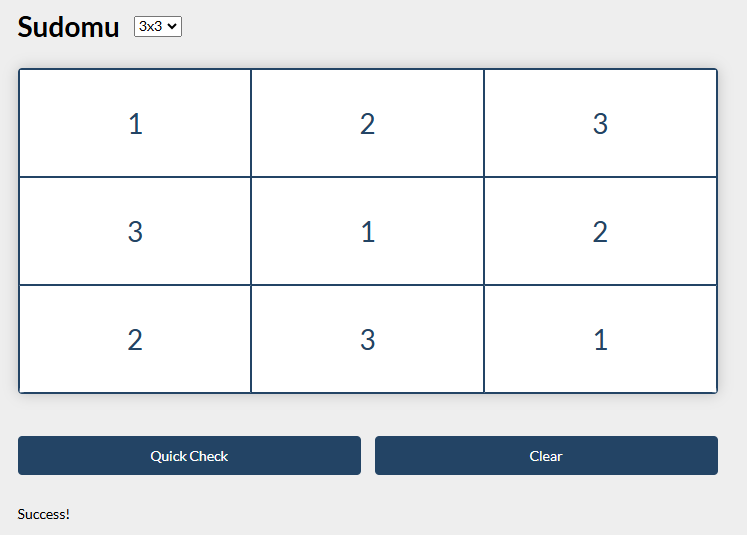 Sudomu 3x3
1 2 3
3 1 2
2 3 1
Quick Check Clear
Success!